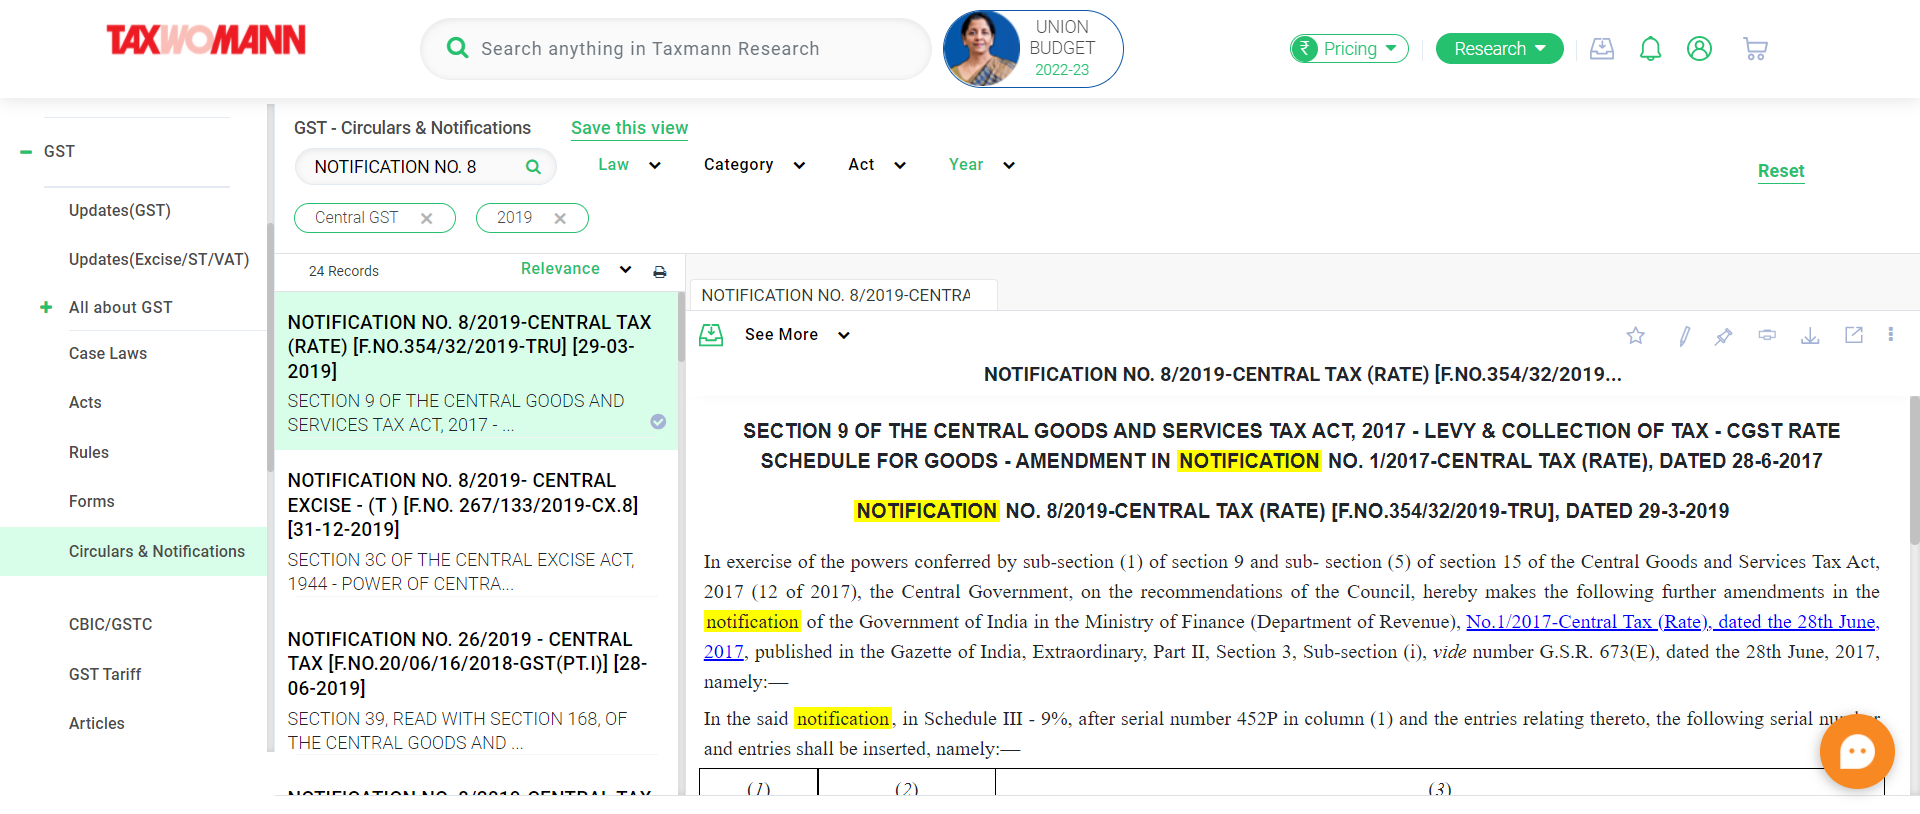 TAXWOMANN
Search anything in Taxmann Research
UNION
BUDGET
2022-23
₹ Pricing
Research
GST
Updates(GST)
Updates(Excise/ST/VAT)
All about GST
Case Laws
Acts
Rules
Forms
Circulars & Notifications
CBIC/GSTC
GST Tariff
Articles
GST - Circulars & Notifications
Save this view
NOTIFICATION NO. 8
Law
Category
Act
Year
Reset
Central GST
2019
24 Records
Relevance
NOTIFICATION NO. 8/2019-CENTRAL TAX
(RATE) [F.NO.354/32/2019-TRU] [29-03-
2019]
SECTION 9 OF THE CENTRAL GOODS AND
SERVICES TAX ACT, 2017 - ...
NOTIFICATION NO. 8/2019- CENTRAL
EXCISE - (T ) [F.NO. 267/133/2019-CX.8]
[31-12-2019]
SECTION 3C OF THE CENTRAL EXCISE ACT,
1944 - POWER OF CENTRA...
NOTIFICATION NO. 26/2019 - CENTRAL
TAX [F.NO.20/06/16/2018-GST(PT.I)] [28-
06-2019]
SECTION 39, READ WITH SECTION 168, OF
THE CENTRAL GOODS AND ...
NOTIFICATION NO. 8/2019-CENTRAL TAX
NOTIFICATION NO. 8/2019-CENTRA
See More
NOTIFICATION NO. 8/2019-CENTRAL TAX (RATE) [F.NO.354/32/2019...
SECTION 9 OF THE CENTRAL GOODS AND SERVICES TAX ACT, 2017 - LEVY & COLLECTION OF TAX - CGST RATE
SCHEDULE FOR GOODS - AMENDMENT IN NOTIFICATION NO. 1/2017-CENTRAL TAX (RATE), DATED 28-6-2017
NOTIFICATION NO. 8/2019-CENTRAL TAX (RATE) [F.NO.354/32/2019-TRU], DATED 29-3-2019
In exercise of the powers conferred by sub-section (1) of section 9 and sub- section (5) of section 15 of the Central Goods and Services Tax Act,
2017 (12 of 2017), the Central Government, on the recommendations of the Council, hereby makes the following further amendments in the
notification of the Government of India in the Ministry of Finance (Department of Revenue), No.1/2017-Central Tax (Rate), dated the 28th June,
2017, published in the Gazette of India, Extraordinary, Part II, Section 3, Sub-section (i), vide number G.S.R. 673(E), dated the 28th June, 2017,
namely:—
In the said notification, in Schedule III - 9%, after serial number 452P in column (1) and the entries relating thereto, the following serial number
and entries shall be inserted, namely:—
(1) (2) (3)